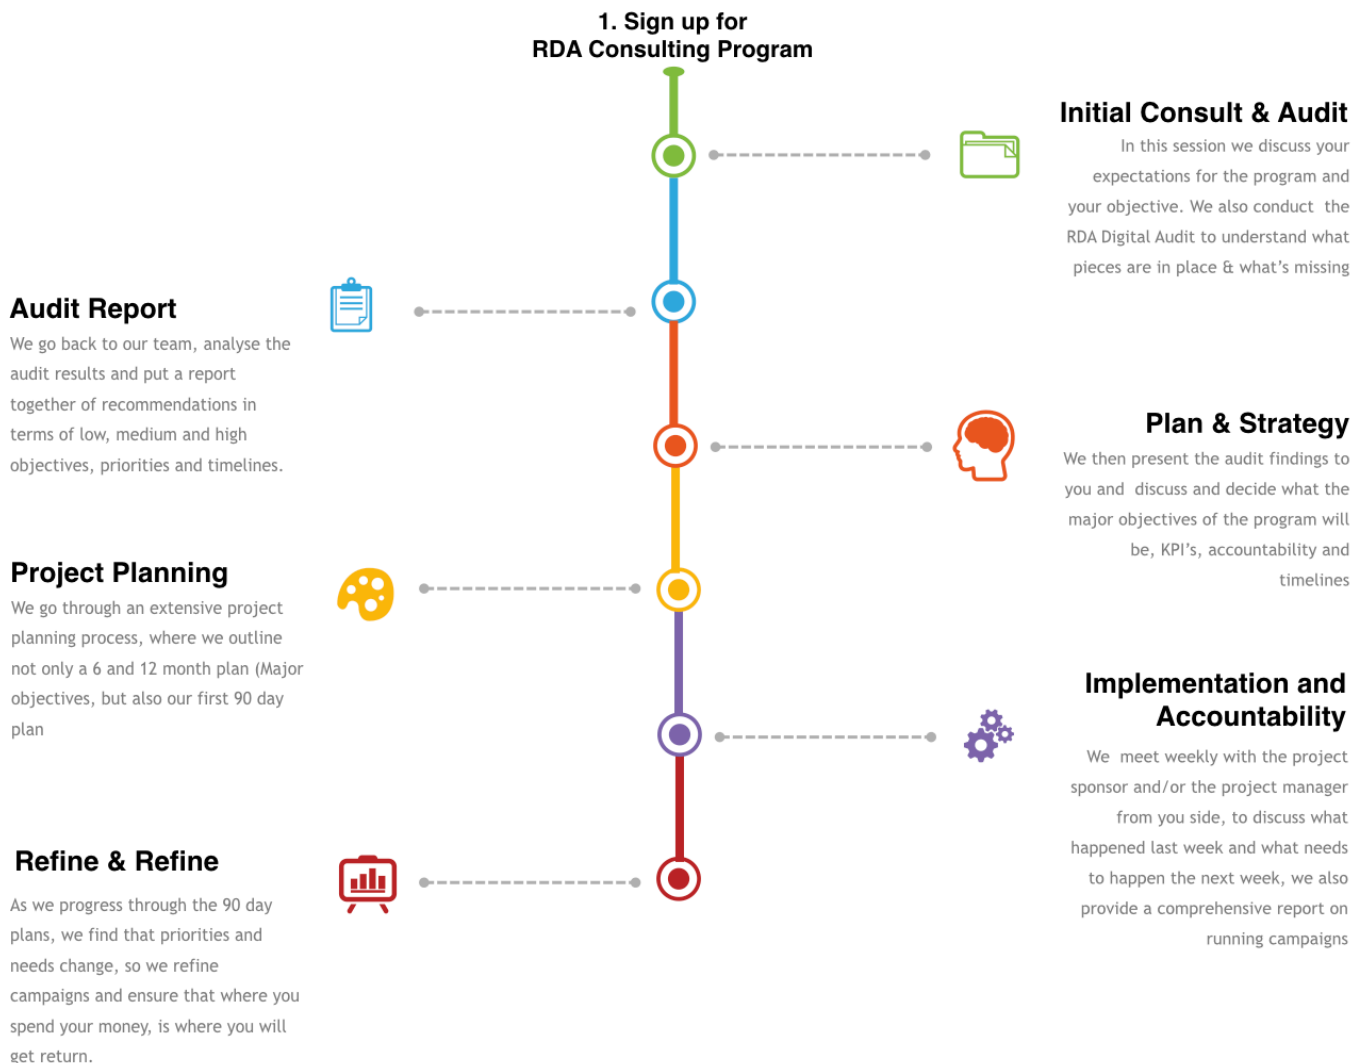 1. Sign up for
RDA Consulting Program
Initial Consult & Audit
In this session we discuss your
expectations for the program and
your objective. We also conduct  the
RDA Digital Audit to understand what
pieces are in place & what’s missing
Audit Report
We go back to our team, analyse the
audit results and put a report
together of recommendations in
terms of low, medium and high
objectives, priorities and timelines.
Plan & Strategy
We then present the audit findings to
you and  discuss and decide what the
major objectives of the program will
be, KPI’s, accountability and
timelines
Project Planning
We go through an extensive project
planning process, where we outline
not only a 6 and 12 month plan (Major
objectives, but also our first 90 day
plan
Implementation and
Accountability
We  meet weekly with the project
sponsor and/or the project manager
from you side, to discuss what
happened last week and what needs
to happen the next week, we also
provide a comprehensive report on
running campaigns
Refine & Refine
As we progress through the 90 day
plans, we find that priorities and
needs change, so we refine
campaigns and ensure that where you
spend your money, is where you will
get return.